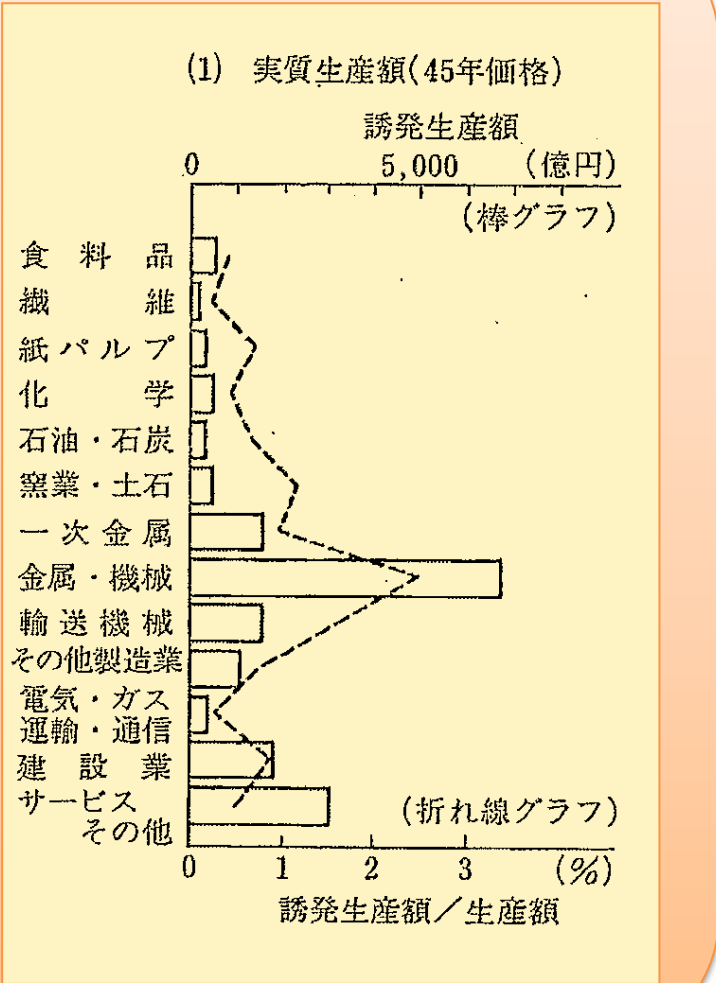 (1) 実質生産額(45年価格)
誘発生産額
0 5,000 (億円)
(棒グラフ)
食料品
繊維
紙パルプ
化学
石油・石炭
窯業・土石
一次金属
金属・機械
輸送機械
その他製造業
電気・ガス
運輸・通信
建設業
サービス
その他
(折れ線グラフ)
0 1 2 3 (%)
誘発生産額/生産額